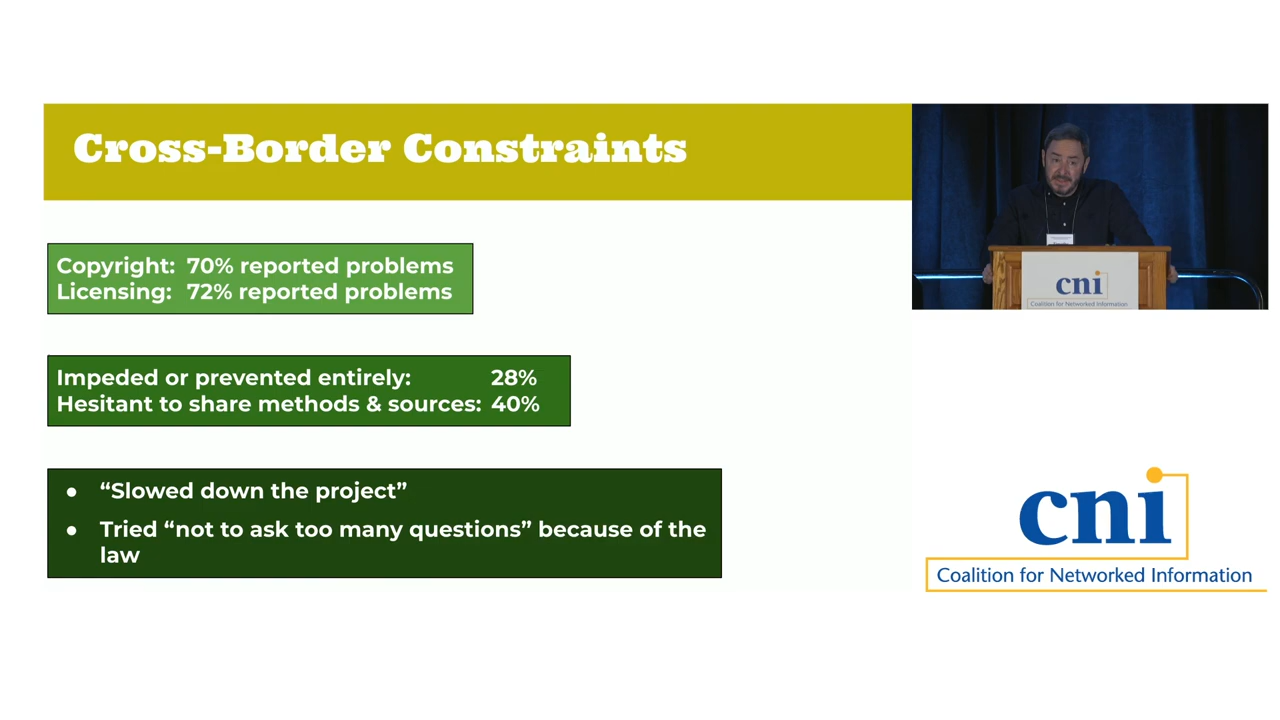 Cross-Border Constraints
Copyright: 70% reported problems
Licensing: 72% reported problems
Impeded or prevented entirely: 28%
Hesitant to share methods & sources: 40%
● “Slowed down the project”
● Tried “not to ask too many questions” because of the
law
cni
Coalition for Networked Information
cni
Coalition for Networked Information